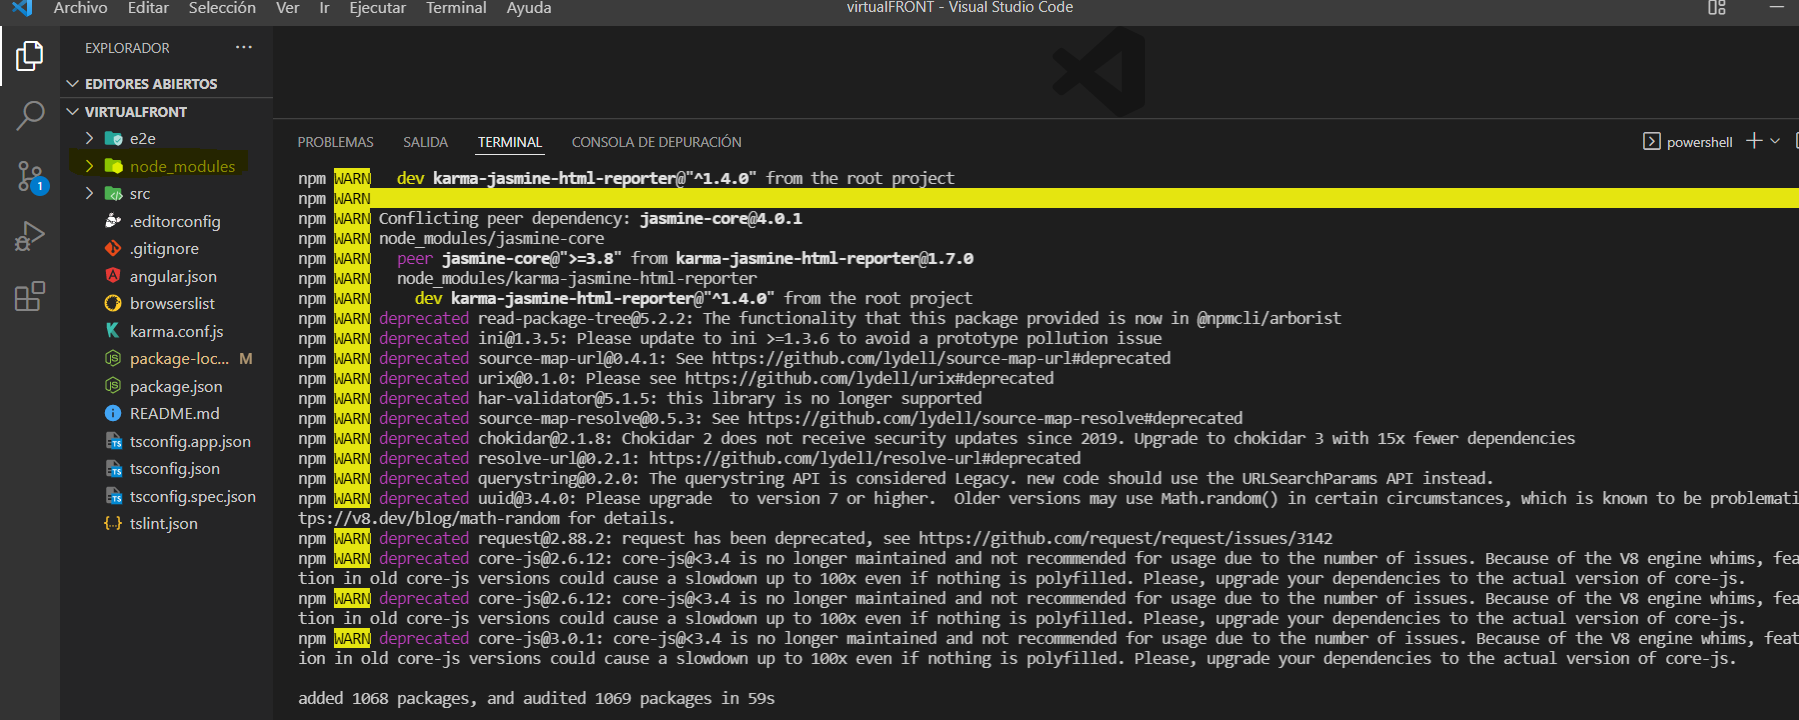 Archivo Editar Selección Ver Ir Ejecutar Terminal Ayuda
virtualFRONT - Visual Studio Code
EXPLORADOR
EDITORES ABIERTOS
VIRTUALFRONT
e2e
node_modules
src
.editorconfig
.gitignore
angular.json
browserslist
karma.conf.js
package-loc... M
package.json
README.md
tsconfig.app.json
tsconfig.json
tsconfig.spec.json
tslint.json
1
PROBLEMAS SALIDA TERMINAL CONSOLA DE DEPURACIÓN
powershell
npm WARN dev karma-jasmine-html-reporter@"^1.4.0" from the root project
npm WARN
npm WARN Conflicting peer dependency: jasmine-core@4.0.1
npm WARN node_modules/jasmine-core
npm WARN peer jasmine-core@">=3.8" from karma-jasmine-html-reporter@1.7.0
npm WARN node_modules/karma-jasmine-html-reporter
npm WARN dev karma-jasmine-html-reporter@"^1.4.0" from the root project
npm WARN deprecated read-package-tree@5.2.2: The functionality that this package provided is now in @npmcli/arborist
npm WARN deprecated ini@1.3.5: Please update to ini >=1.3.6 to avoid a prototype pollution issue
npm WARN deprecated source-map-url@0.4.1: See https://github.com/lydell/source-map-url#deprecated
npm WARN deprecated urix@0.1.0: Please see https://github.com/lydell/urix#deprecated
npm WARN deprecated har-validator@5.1.5: this library is no longer supported
npm WARN deprecated source-map-resolve@0.5.3: See https://github.com/lydell/source-map-resolve#deprecated
npm WARN deprecated chokidar@2.1.8: Chokidar 2 does not receive security updates since 2019. Upgrade to chokidar 3 with 15x fewer dependencies
npm WARN deprecated resolve-url@0.2.1: https://github.com/lydell/resolve-url#deprecated
npm WARN deprecated querystring@0.2.0: The querystring API is considered Legacy. new code should use the URLSearchParams API instead.
npm WARN deprecated uuid@3.4.0: Please upgrade  to version 7 or higher.  Older versions may use Math.random() in certain circumstances, which is known to be problemati
tps://v8.dev/blog/math-random for details.
npm WARN deprecated request@2.88.2: request has been deprecated, see https://github.com/request/request/issues/3142
npm WARN deprecated core-js@2.6.12: core-js@<3.4 is no longer maintained and not recommended for usage due to the number of issues. Because of the V8 engine whims, fea
tion in old core-js versions could cause a slowdown up to 100x even if nothing is polyfilled. Please, upgrade your dependencies to the actual version of core-js.
npm WARN deprecated core-js@2.6.12: core-js@<3.4 is no longer maintained and not recommended for usage due to the number of issues. Because of the V8 engine whims, fea
tion in old core-js versions could cause a slowdown up to 100x even if nothing is polyfilled. Please, upgrade your dependencies to the actual version of core-js.
npm WARN deprecated core-js@3.0.1: core-js@<3.4 is no longer maintained and not recommended for usage due to the number of issues. Because of the V8 engine whims, feat
ion in old core-js versions could cause a slowdown up to 100x even if nothing is polyfilled. Please, upgrade your dependencies to the actual version of core-js.
added 1068 packages, and audited 1069 packages in 59s